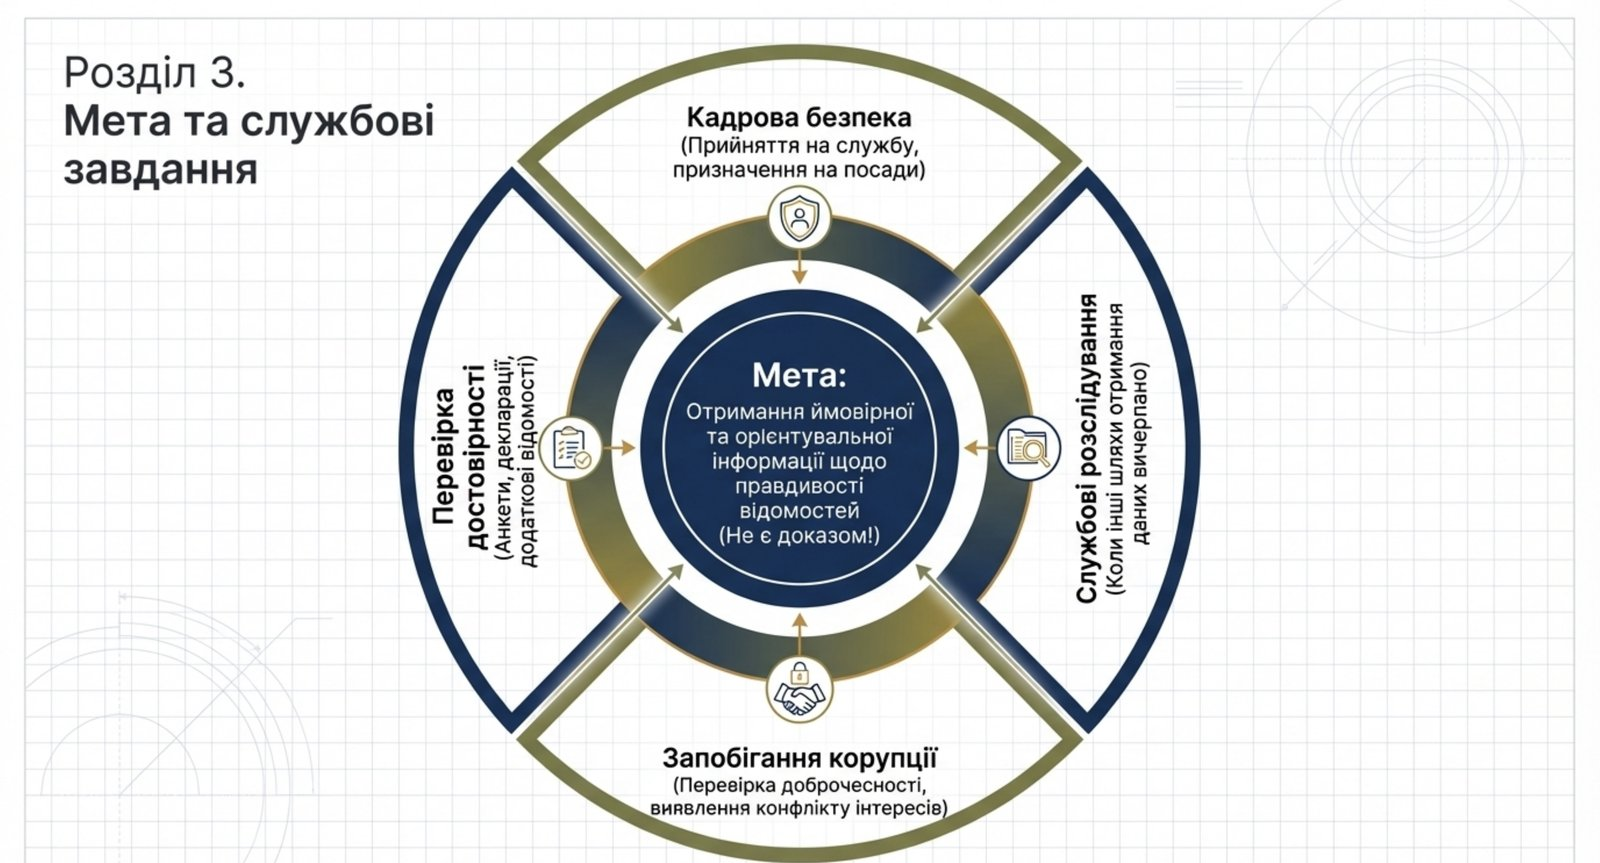 Розділ 3.
Мета та службові
завдання
Кадрова безпека
(Прийняття на службу,
призначення на посади)
Перевірка
достовірності
(Анкети, декларації,
додаткові відомості)
Мета:
Отримання ймовірної
та орієнтувальної
інформації щодо
правдивості
відомостей
(Не є доказом!)
Службові розслідування
(Коли інші шляхи отримання
даних вичерпано)
Запобігання корупції
(Перевірка доброчесності,
виявлення конфлікту інтересів)